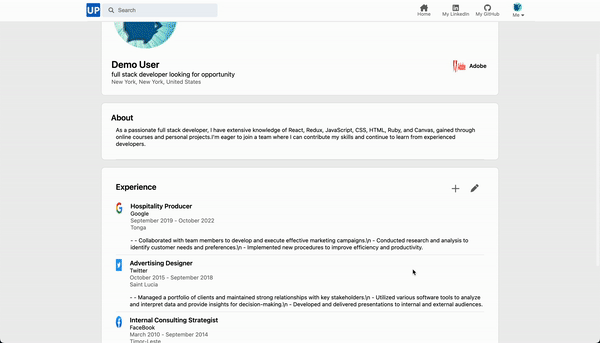 UP
Search
Home
My LinkedIn
My GitHub
Me
Demo User
full stack developer looking for opportunity
New York, New York, United States
Adobe
About
As a passionate full stack developer, I have extensive knowledge of React, Redux, JavaScript, CSS, HTML, Ruby, and Canvas, gained through
online courses and personal projects.I'm eager to join a team where I can contribute my skills and continue to learn from experienced
developers.
Experience
Hospitality Producer
Google
September 2019 - October 2022
Tonga
- - Collaborated with team members to develop and execute effective marketing campaigns.\n - Conducted research and analysis to
identify customer needs and preferences.\n - Implemented new procedures to improve efficiency and productivity.
Advertising Designer
Twitter
October 2015 - September 2018
Saint Lucia
- - Managed a portfolio of clients and maintained strong relationships with key stakeholders.\n - Utilized various software tools to analyze
and interpret data and provide insights for decision-making.\n - Developed and delivered presentations to internal and external audiences.
Internal Consulting Strategist
FaceBook
March 2010 - September 2014
Timor-Leste